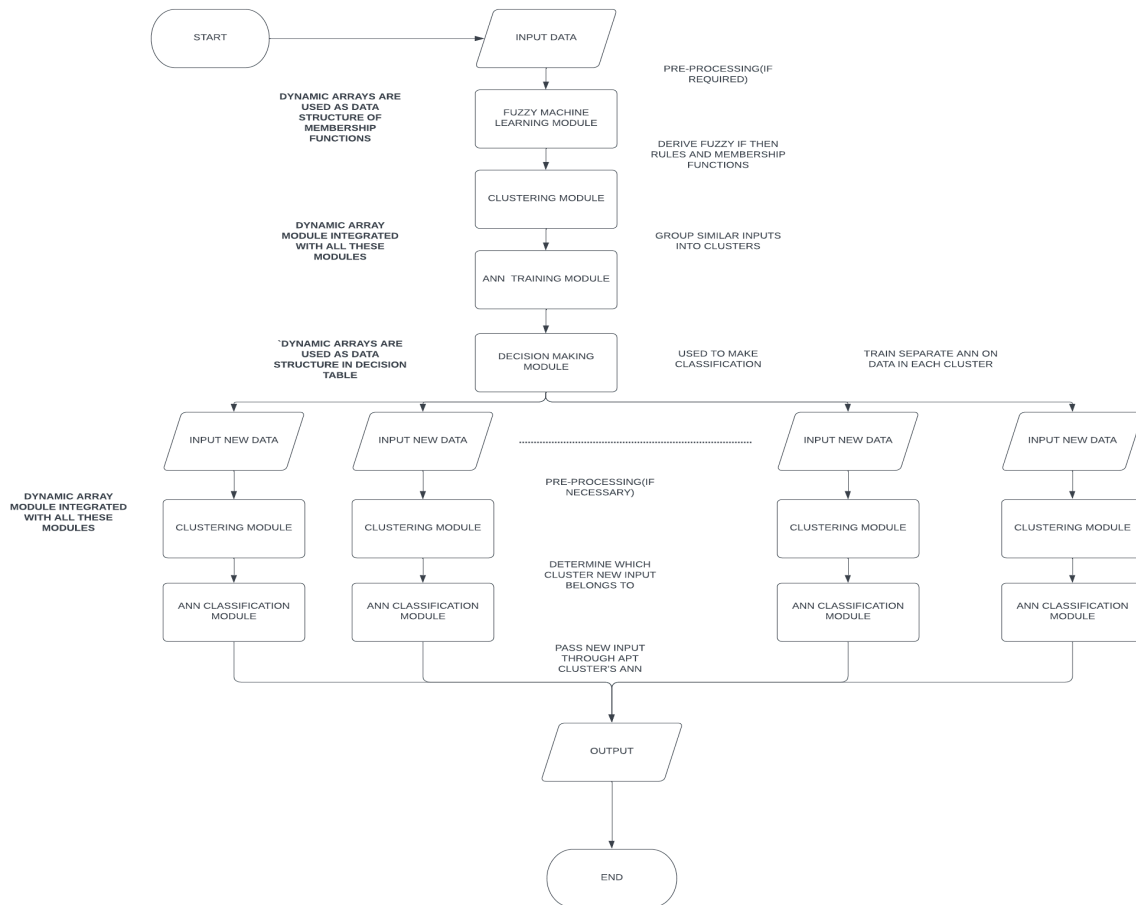 START
INPUT DATA
PRE-PROCESSING(IF
REQUIRED)
DYNAMIC ARRAYS ARE
USED AS DATA
STRUCTURE OF
MEMBERSHIP
FUNCTIONS
FUZZY MACHINE
LEARNING MODULE
DERIVE FUZZY IF THEN
RULES AND MEMBERSHIP
FUNCTIONS
CLUSTERING MODULE
DYNAMIC ARRAY
MODULE INTEGRATED
WITH ALL THESE
MODULES
GROUP SIMILAR INPUTS
INTO CLUSTERS
ANN TRAINING MODULE
`DYNAMIC ARRAYS ARE
USED AS DATA
STRUCTURE IN DECISION
TABLE
DECISION MAKING
MODULE
USED TO MAKE
CLASSIFICATION
TRAIN SEPARATE ANN ON
DATA IN EACH CLUSTER
INPUT NEW DATA
INPUT NEW DATA
INPUT NEW DATA
INPUT NEW DATA
PRE-PROCESSING(IF
NECESSARY)
DYNAMIC ARRAY
MODULE INTEGRATED
WITH ALL THESE
MODULES
CLUSTERING MODULE
CLUSTERING MODULE
CLUSTERING MODULE
CLUSTERING MODULE
DETERMINE WHICH
CLUSTER NEW INPUT
BELONGS TO
ANN CLASSIFICATION
MODULE
ANN CLASSIFICATION
MODULE
ANN CLASSIFICATION
MODULE
ANN CLASSIFICATION
MODULE
PASS NEW INPUT
THROUGH APT
CLUSTER'S ANN
OUTPUT
END